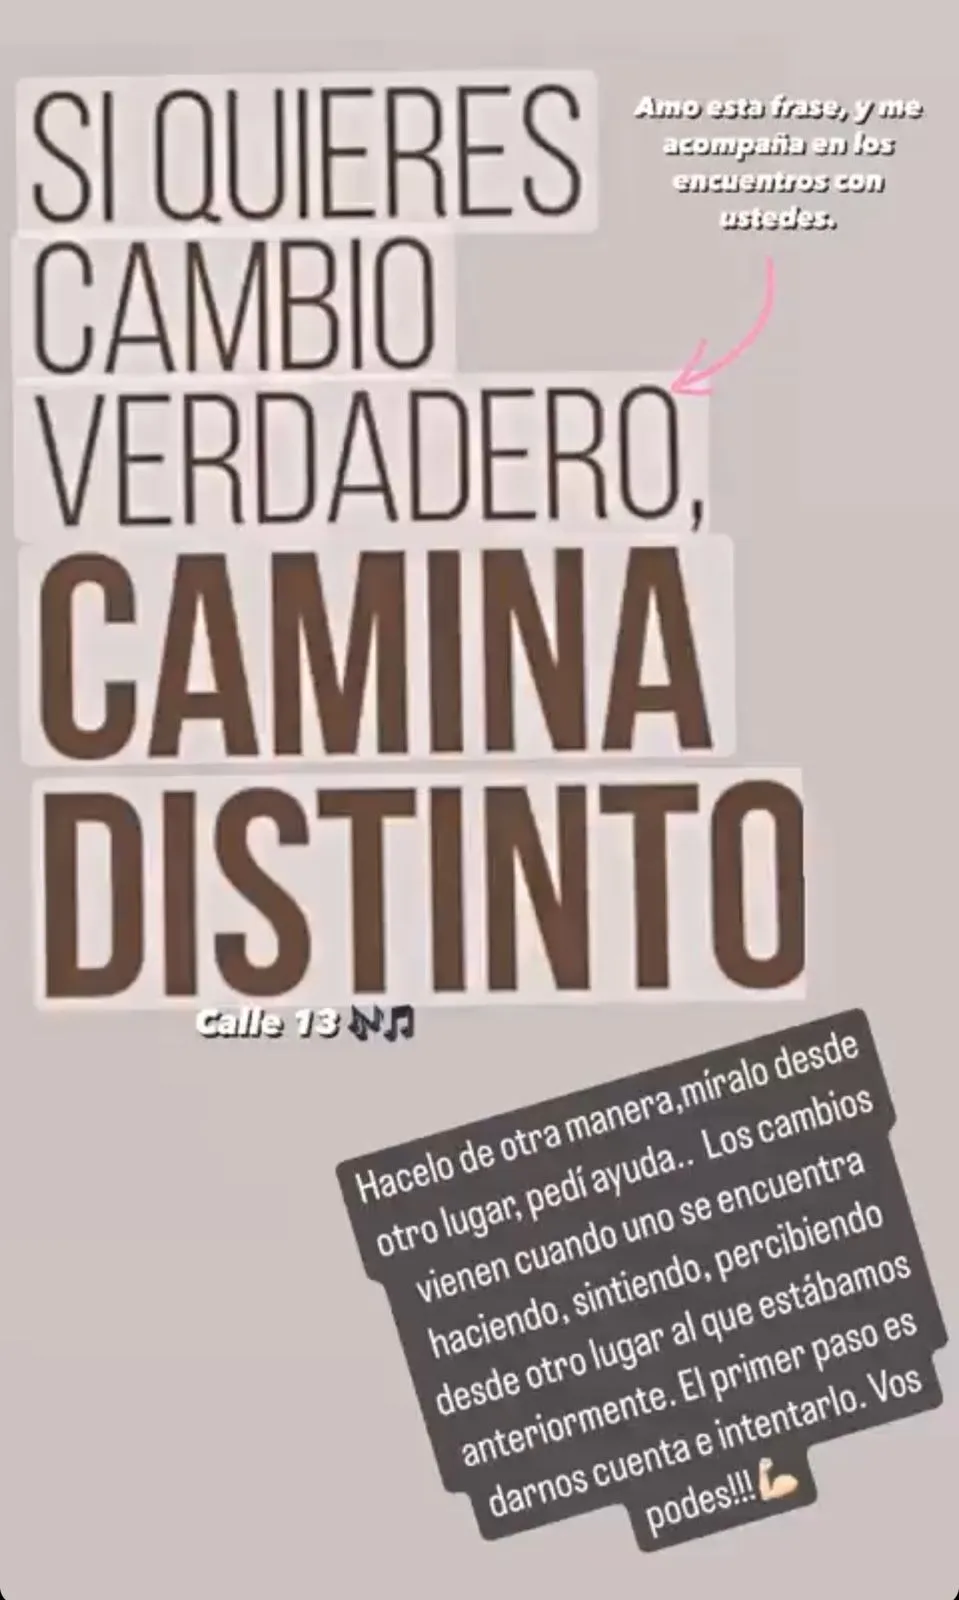 SI QUIERES
CAMBIO
VERDADERO,
CAMINA
DISTINTO
Amo esta frase, y me
acompaña en los
encuentros con
ustedes.
Calle 13 🎶🎵
Hacelo de otra manera,míralo desde
otro lugar, pedí ayuda.. Los cambios
vienen cuando uno se encuentra
haciendo, sintiendo, percibiendo
desde otro lugar al que estábamos
anteriormente. El primer paso es
darnos cuenta e intentarlo. Vos
podes!!!💪🏻